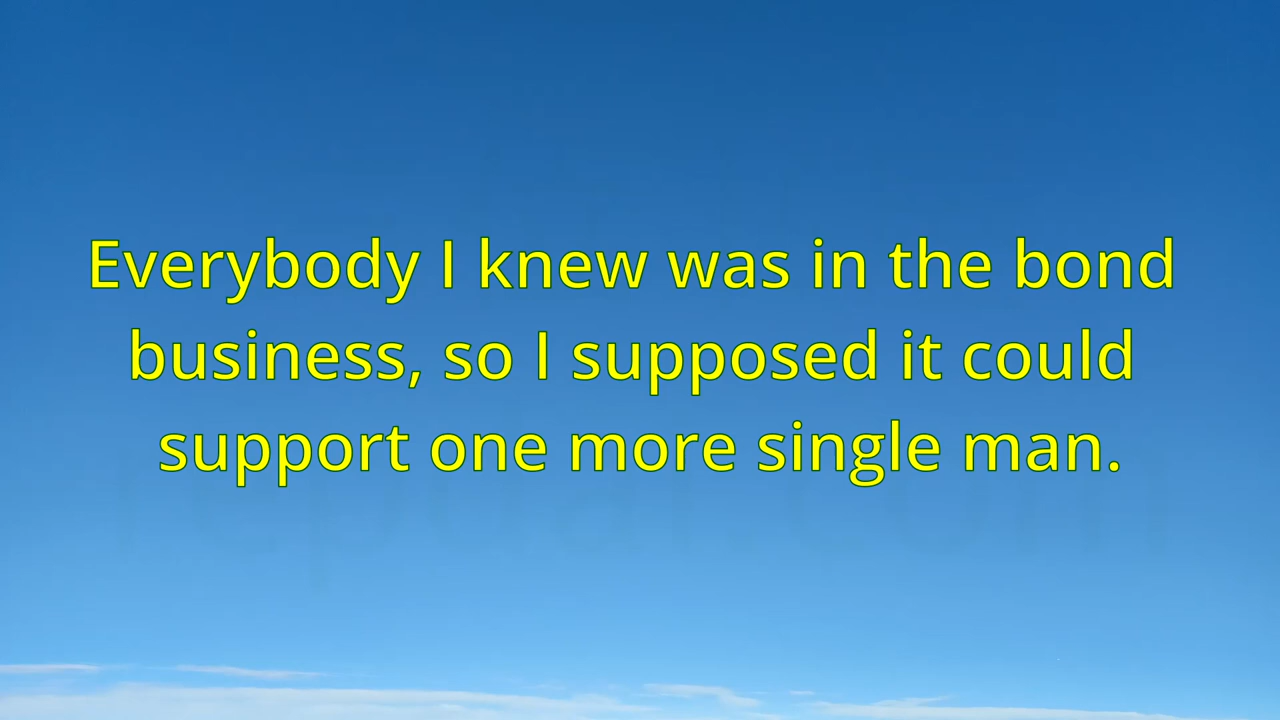 Everybody I knew was in the bond
business, so I supposed it could
support one more single man.